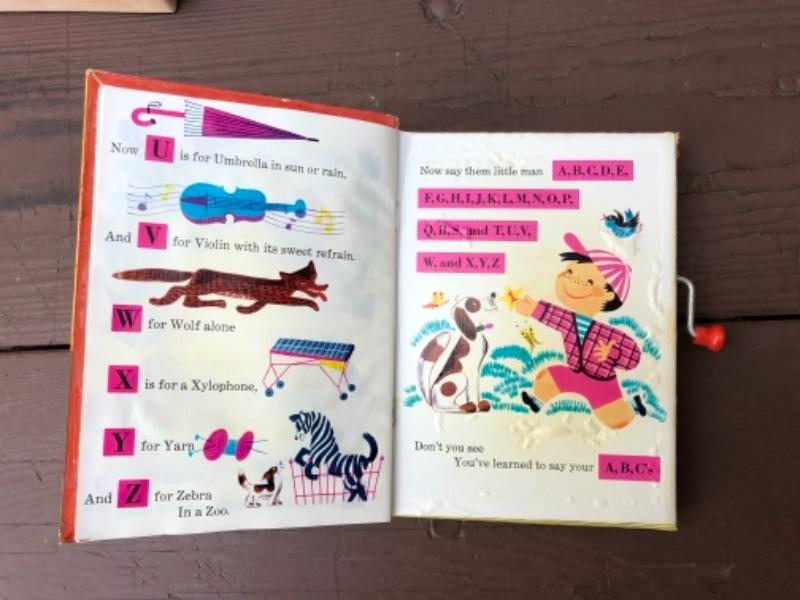 Now U is for Umbrella in sun or rain,
And V for Violin with its sweet refrain.
W for Wolf alone
X is for a Xylophone,
Y for Yarn
And Z for Zebra
In a Zoo.
Now say them little man A,B,C,D,E,
F,G,H,I,J,K,L,M,N,O,P,
Q,R,S, and T,U,V,
W, and X,Y,Z
Don't you see
You've learned to say your A,B,C's